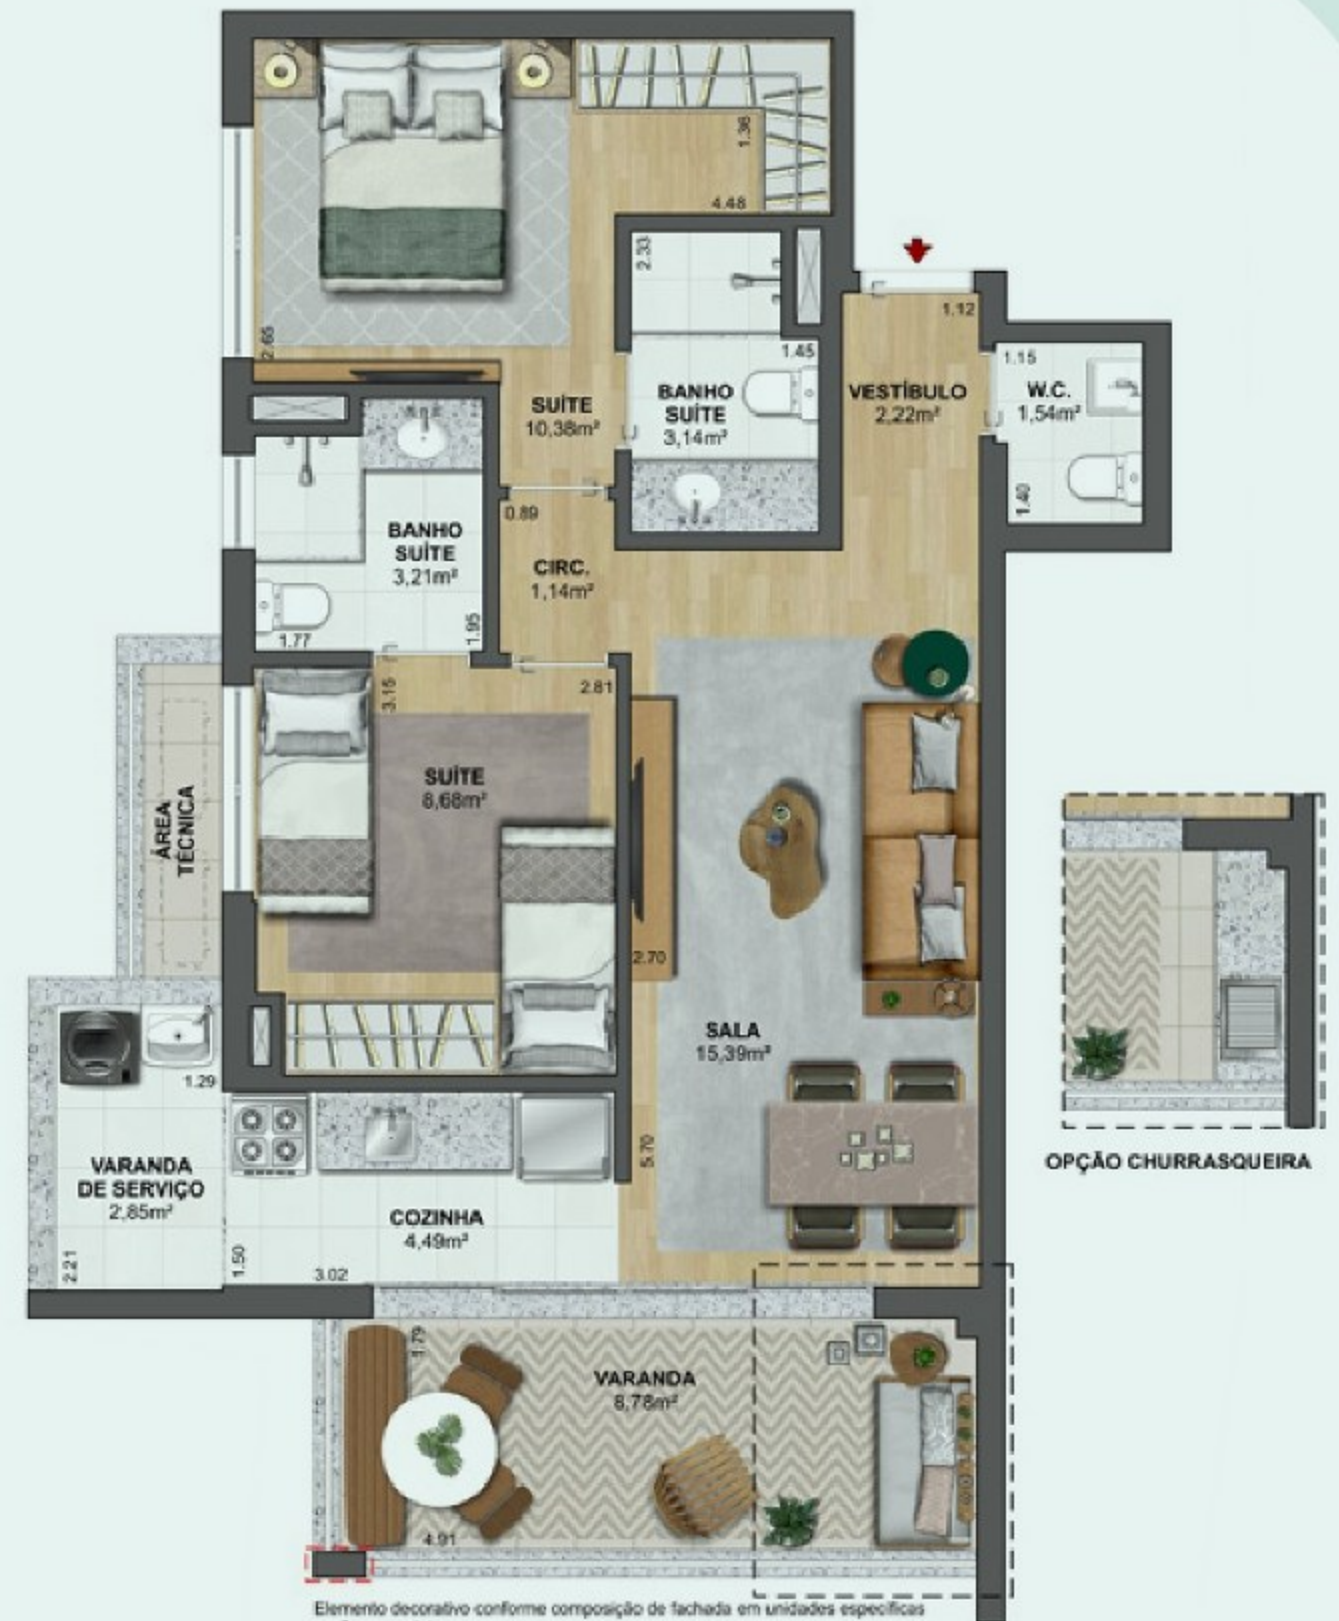 1.36
4.48
2.33
2.65
1.12
1.45
1.15
SUÍTE
10,38m²
BANHO
SUÍTE
3,14m²
VESTÍBULO
2,22m²
W.C.
1,54m²
1.40
0.89
BANHO
SUÍTE
3,21m²
CIRC.
1,14m²
1.77
1.95
3.15
2.81
SUÍTE
8,68m²
ÁREA
TÉCNICA
2.70
SALA
15,39m²
1.29
5.70
VARANDA
DE SERVIÇO
2,85m²
OPÇÃO CHURRASQUEIRA
COZINHA
4,49m²
2.21
1.50
3.02
1.79
VARANDA
8,78m²
4.91
Elemento decorativo conforme composição de fachada em unidades específicas